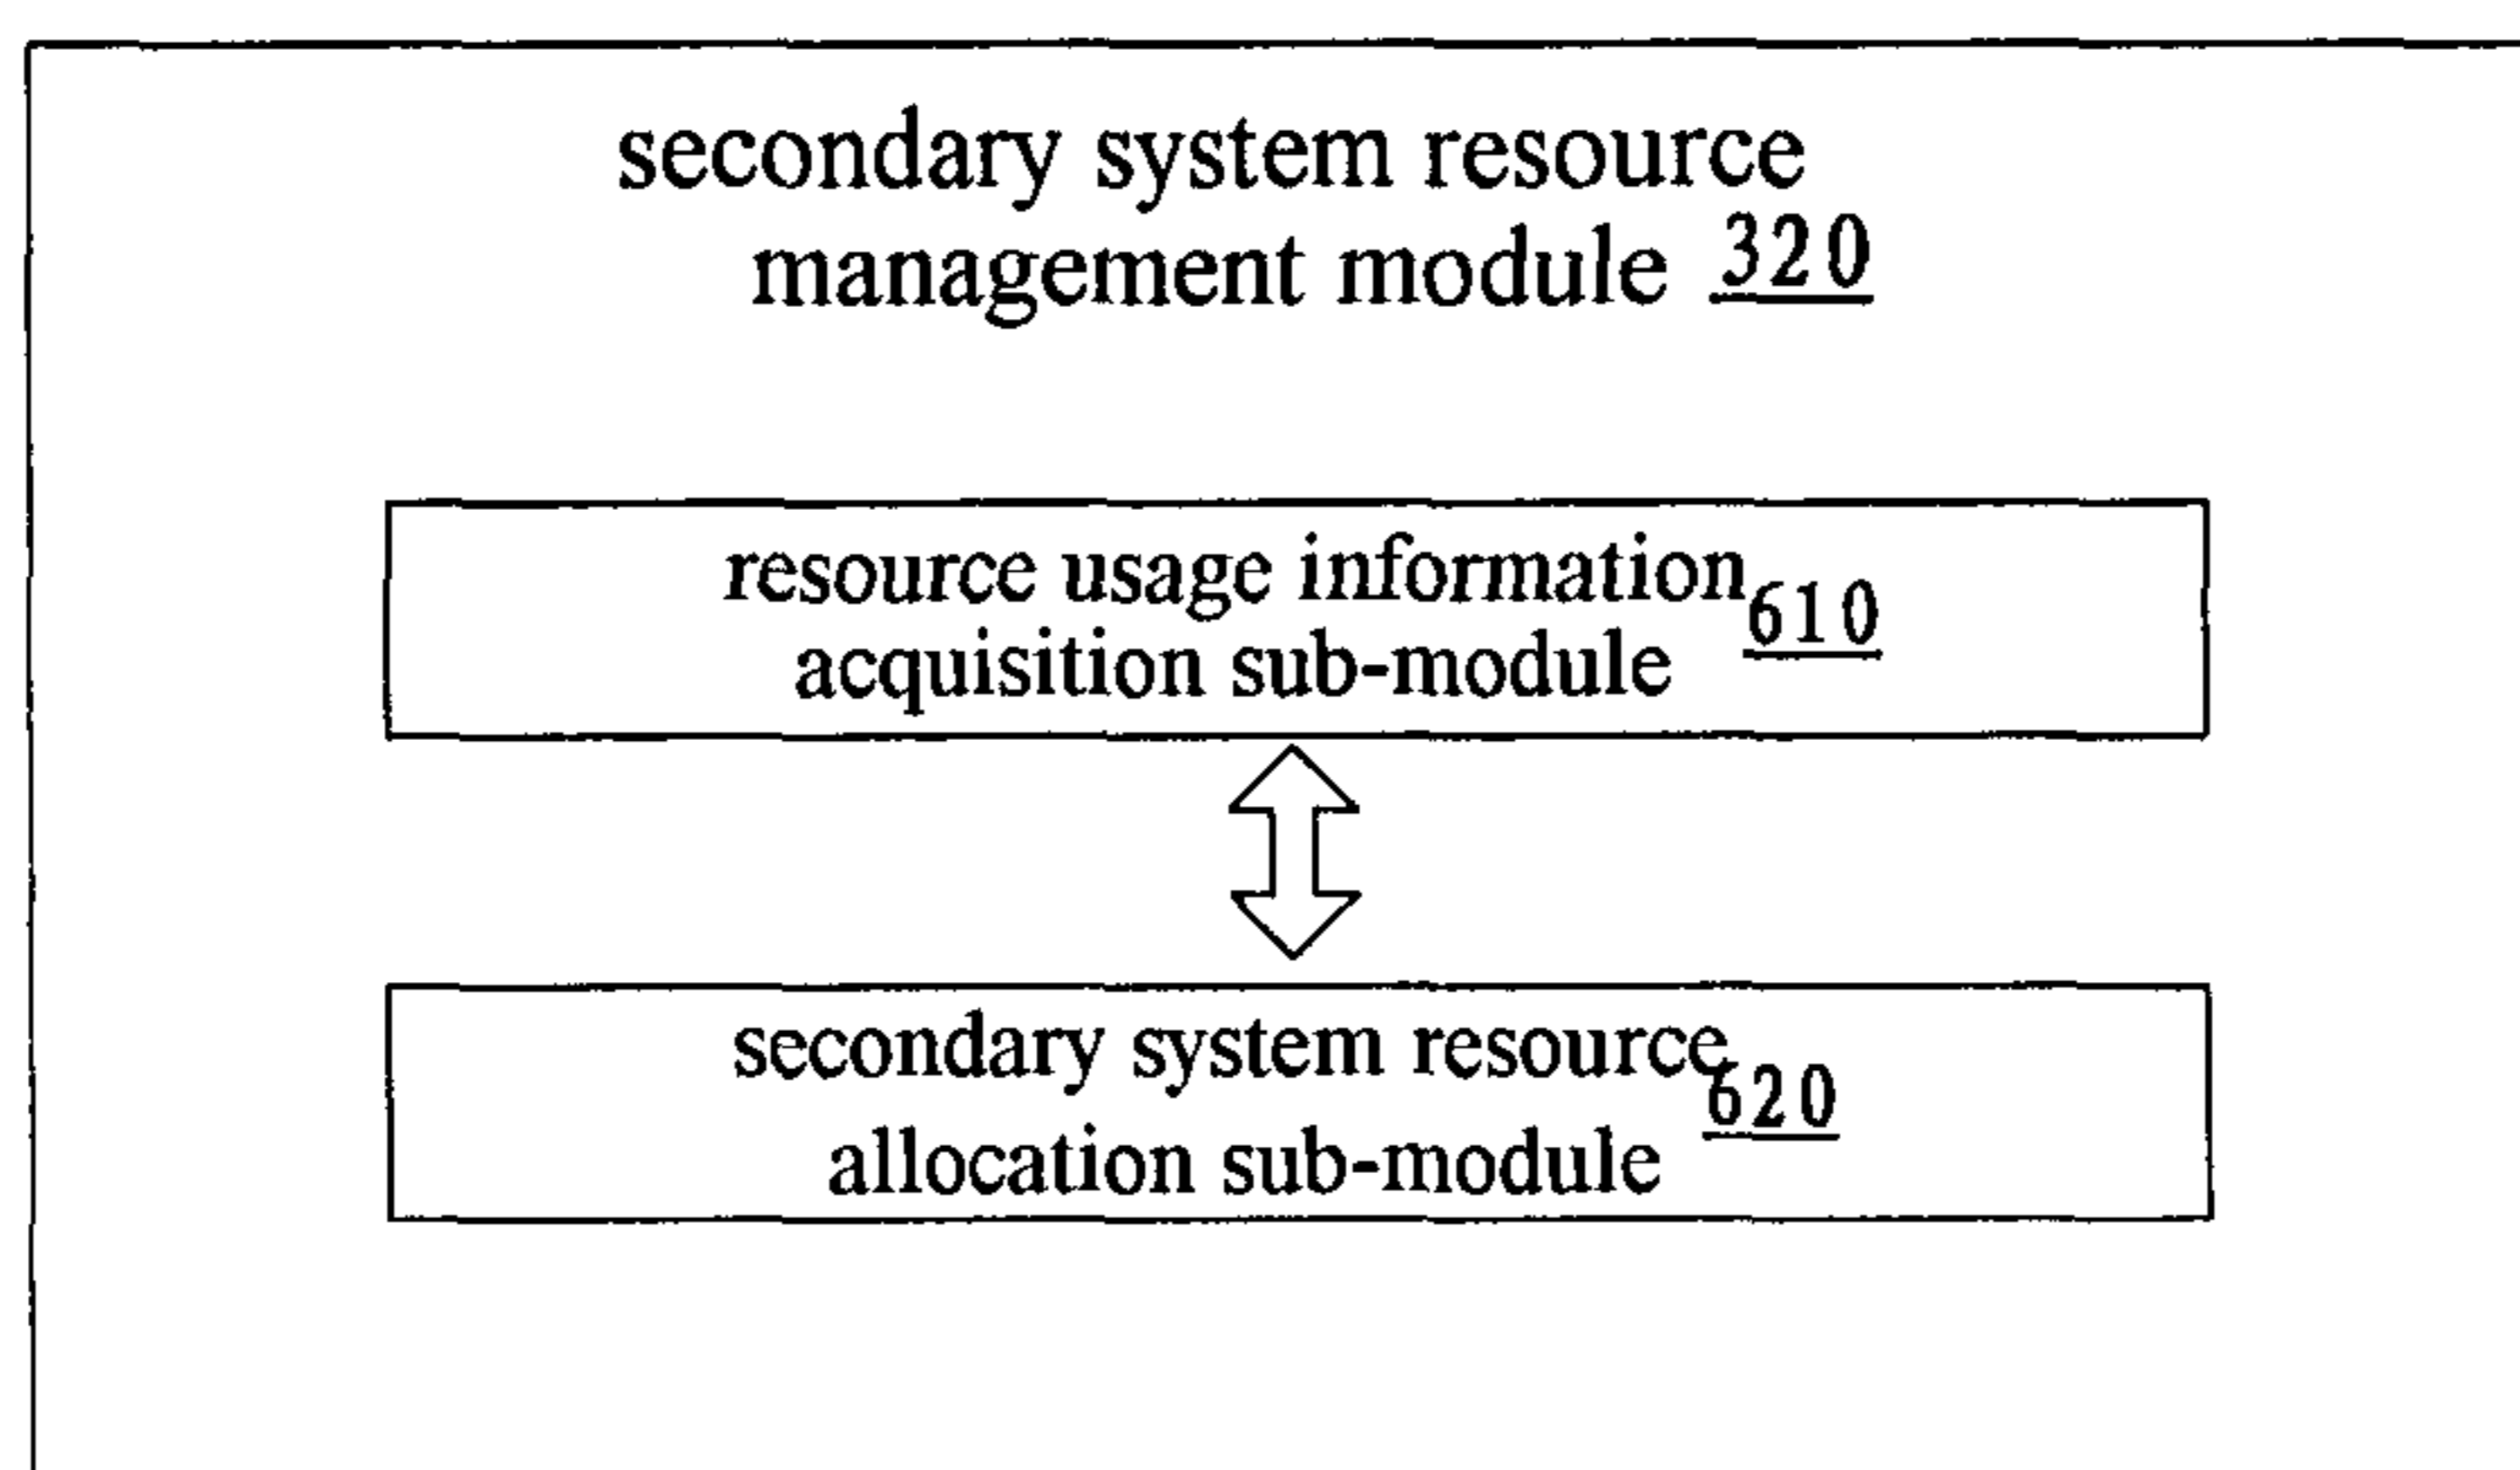 secondary system resource
management module 320
resource usage information
610
acquisition sub-module
secondary system resource
620
allocation sub-module